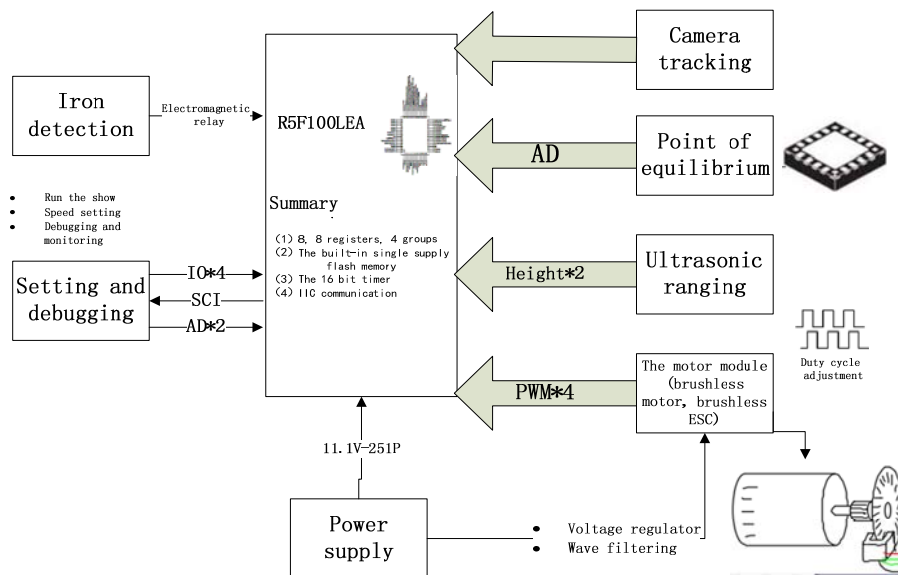 Camera
tracking
Iron
detection
Electromagnetic
relay
R5F100LEA
AD
Point of
equilibrium
• Run the show
• Speed setting
• Debugging and
monitoring
Summary
(1) 8, 8 registers, 4 groups
(2) The built-in single supply
flash memory
(3) The 16 bit timer
(4) IIC communication
Setting and
debugging
IO*4
SCI
AD*2
Height*2
Ultrasonic
ranging
Duty cycle
adjustment
PWM*4
The motor module
(brushless
motor, brushless
ESC)
11.1V-251P
Power
supply
• Voltage regulator
• Wave filtering